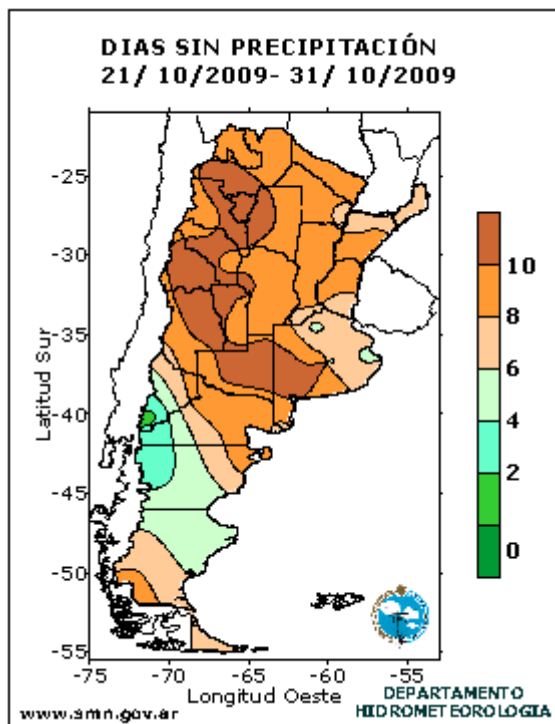 DIAS SIN PRECIPITACIÓN
21/ 10/2009- 31/ 10/2009
-25
-30
-35
-40
-45
-50
-55
Latitud Sur
10
8
6
4
2
0
-75
-70
-65
-60
-55
Longitud Oeste
www.smn.gov.ar
DEPARTAMENTO
HIDROMETEOROLOGIA